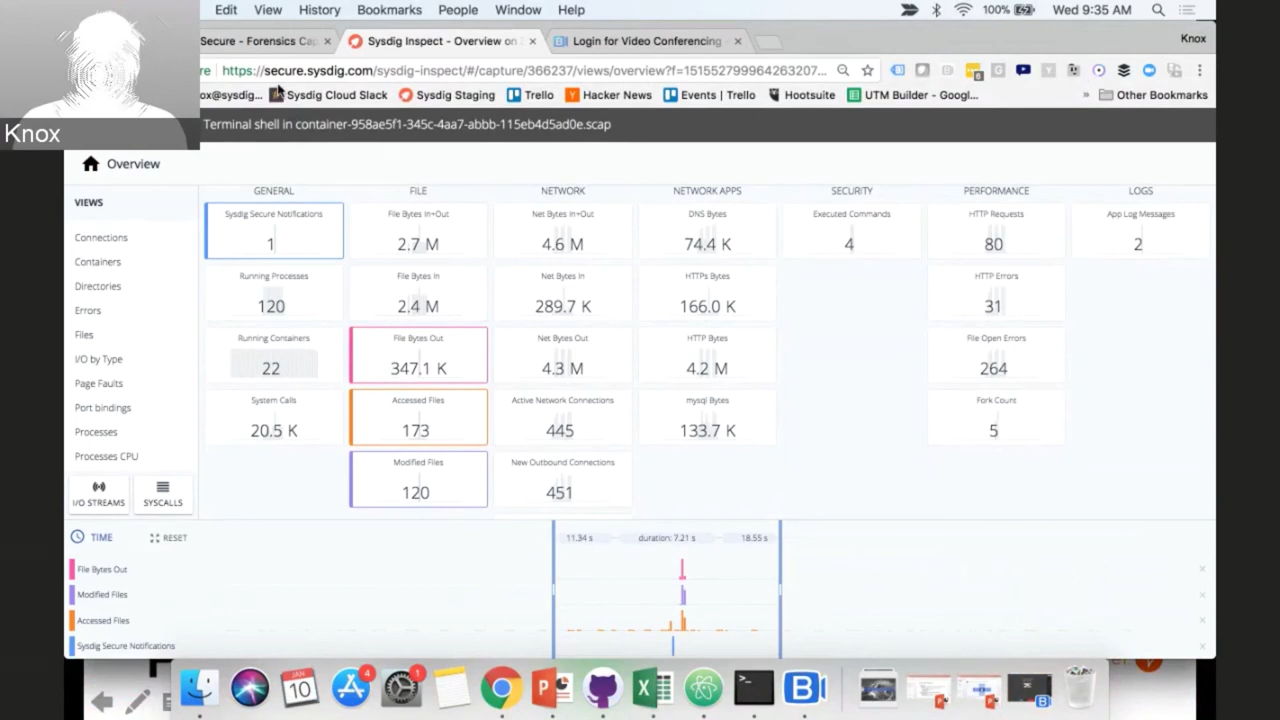 Edit View History Bookmarks People Window Help 100% Wed 9:35 AM
Secure - Forensics Cap Sysdig Inspect - Overview on T Login for Video Conferencing Knox
re https://secure.sysdig.com/sysdig-inspect/#/capture/366237/views/overview?f=151552799964263207...
ox@sysdig... Sysdig Cloud Slack Sysdig Staging Trello Hacker News Events | Trello Hootsuite UTM Builder - Googl... » Other Bookmarks
Knox
Terminal shell in container-958ae5f1-345c-4aa7-abbb-115eb4d5ad0e.scap
Overview
VIEWS
Connections
Containers
Directories
Errors
Files
I/O by Type
Page Faults
Port bindings
Processes
Processes CPU
I/O STREAMS SYSCALLS
GENERAL FILE NETWORK NETWORK APPS SECURITY PERFORMANCE LOGS
Sysdig Secure Notifications File Bytes In+Out Net Bytes In+Out DNS Bytes Executed Commands HTTP Requests App Log Messages
1 2.7 M 4.6 M 74.4 K 4 80 2
Running Processes File Bytes In Net Bytes In HTTPs Bytes HTTP Errors
120 2.4 M 289.7 K 166.0 K 31
Running Containers File Bytes Out Net Bytes Out HTTP Bytes File Open Errors
22 347.1 K 4.3 M 4.2 M 264
System Calls Accessed Files Active Network Connections mysql Bytes Fork Count
20.5 K 173 445 133.7 K 5
Modified Files New Outbound Connections
120 451
TIME RESET 11.34 s duration: 7.21 s 18.55 s
File Bytes Out
Modified Files
Accessed Files
Sysdig Secure Notifications
JAN
10
4
1